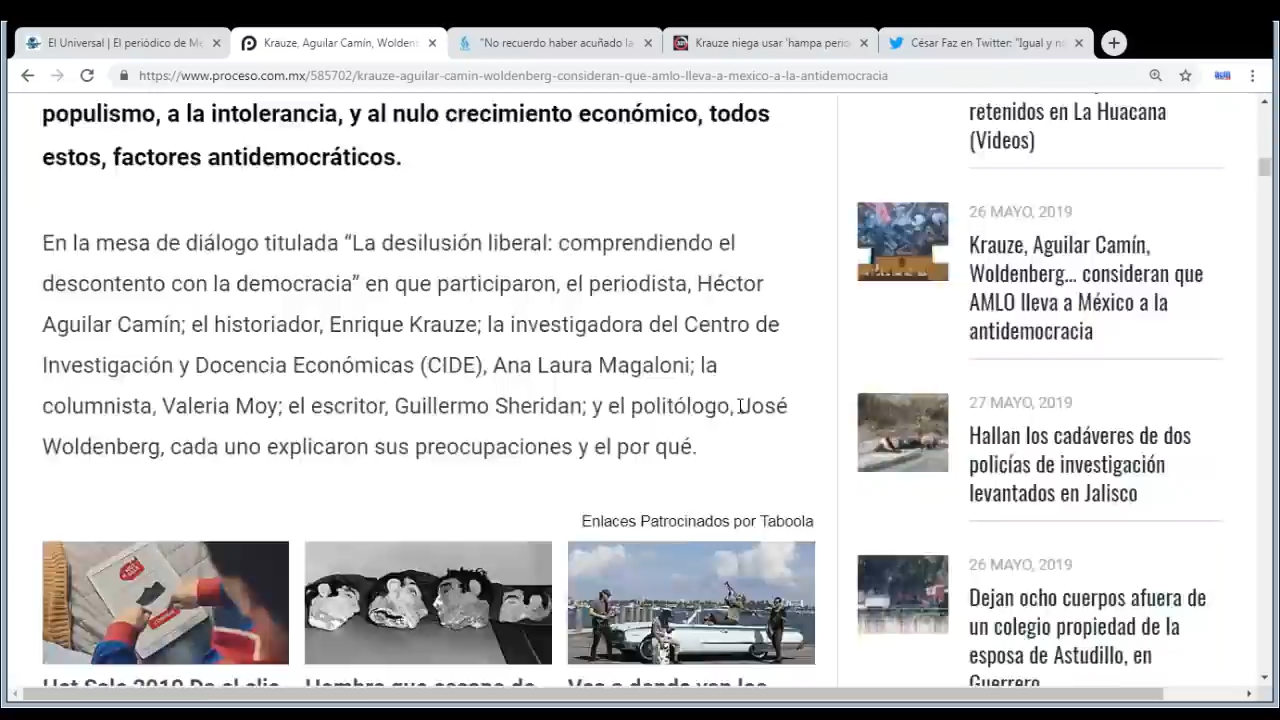 El Universal | El periódico de Mé
Krauze, Aguilar Camín, Wolden
"No recuerdo haber acuñado la
Krauze niega usar 'hampa perio
César Faz en Twitter: "Igual y n
https://www.proceso.com.mx/585702/krauze-aguilar-camin-woldenberg-consideran-que-amlo-lleva-a-mexico-a-la-antidemocracia
populismo, a la intolerancia, y al nulo crecimiento económico, todos
estos, factores antidemocráticos.
En la mesa de diálogo titulada “La desilusión liberal: comprendiendo el
descontento con la democracia” en que participaron, el periodista, Héctor
Aguilar Camín; el historiador, Enrique Krauze; la investigadora del Centro de
Investigación y Docencia Económicas (CIDE), Ana Laura Magaloni; la
columnista, Valeria Moy; el escritor, Guillermo Sheridan; y el politólogo, José
Woldenberg, cada uno explicaron sus preocupaciones y el por qué.
Enlaces Patrocinados por Taboola
retenidos en La Huacana
(Videos)
26 MAYO, 2019
Krauze, Aguilar Camín,
Woldenberg... consideran que
AMLO lleva a México a la
antidemocracia
27 MAYO, 2019
Hallan los cadáveres de dos
policías de investigación
levantados en Jalisco
26 MAYO, 2019
Dejan ocho cuerpos afuera de
un colegio propiedad de la
esposa de Astudillo, en
Guerrero